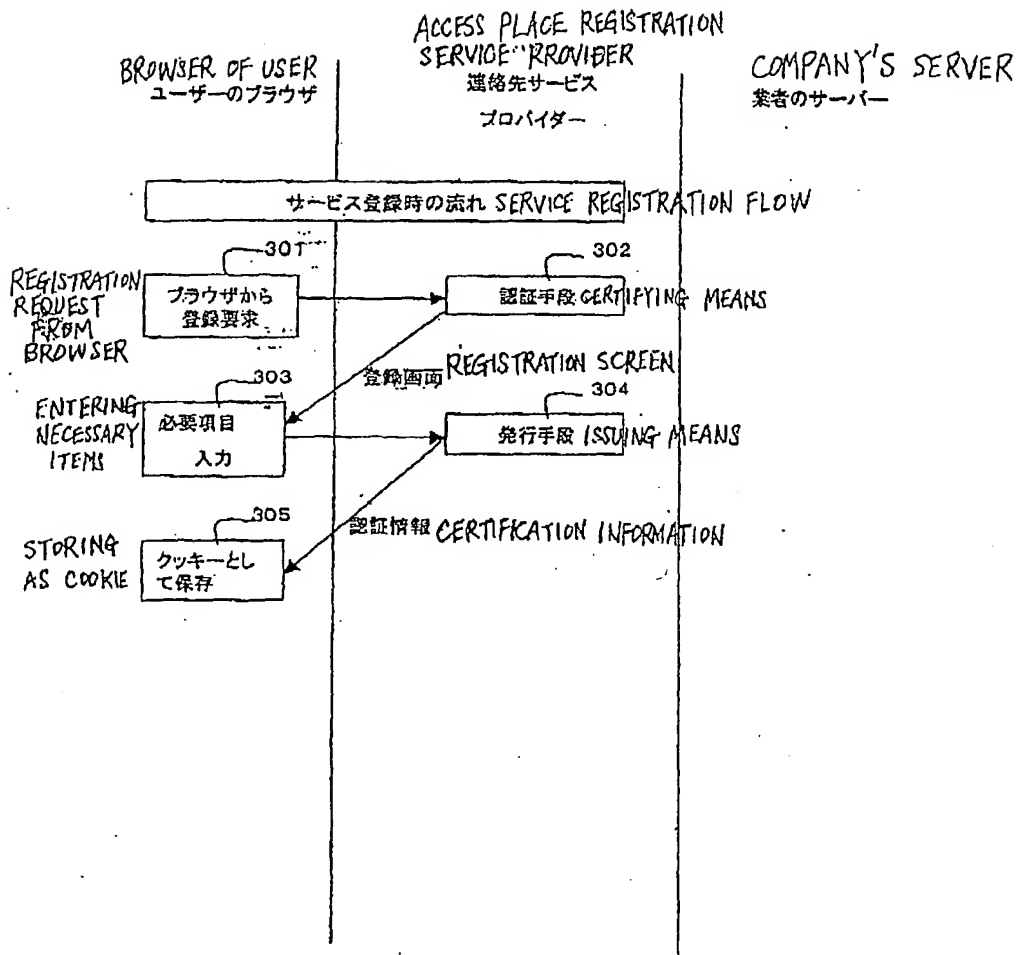 BROWSER OF USER
ユーザーのブラウザ
ACCESS PLACE REGISTRATION
SERVICE PRROVIDER
連絡先サービス
プロバイダー
COMPANY'S SERVER
業者のサーバー
サービス登録時の流れ SERVICE REGISTRATION FLOW
301
302
REGISTRATION
REQUEST
FROM
BROWSER
ブラウザから
登録要求
認証手段 CERTIFYING MEANS
登録画面 REGISTRATION SCREEN
303
304
ENTERING
NECESSARY
ITEMS
必要項目
入力
発行手段 ISSUING MEANS
305
認証情報 CERTIFICATION INFORMATION
STORING
AS COOKIE
クッキーとし
て保存